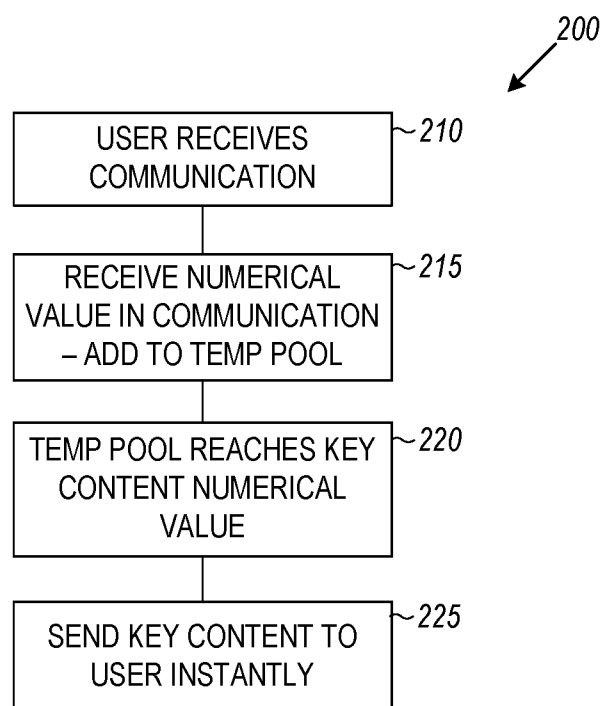 200
USER RECEIVES
COMMUNICATION
210
RECEIVE NUMERICAL
VALUE IN COMMUNICATION
– ADD TO TEMP POOL
215
TEMP POOL REACHES KEY
CONTENT NUMERICAL
VALUE
220
SEND KEY CONTENT TO
USER INSTANTLY
225